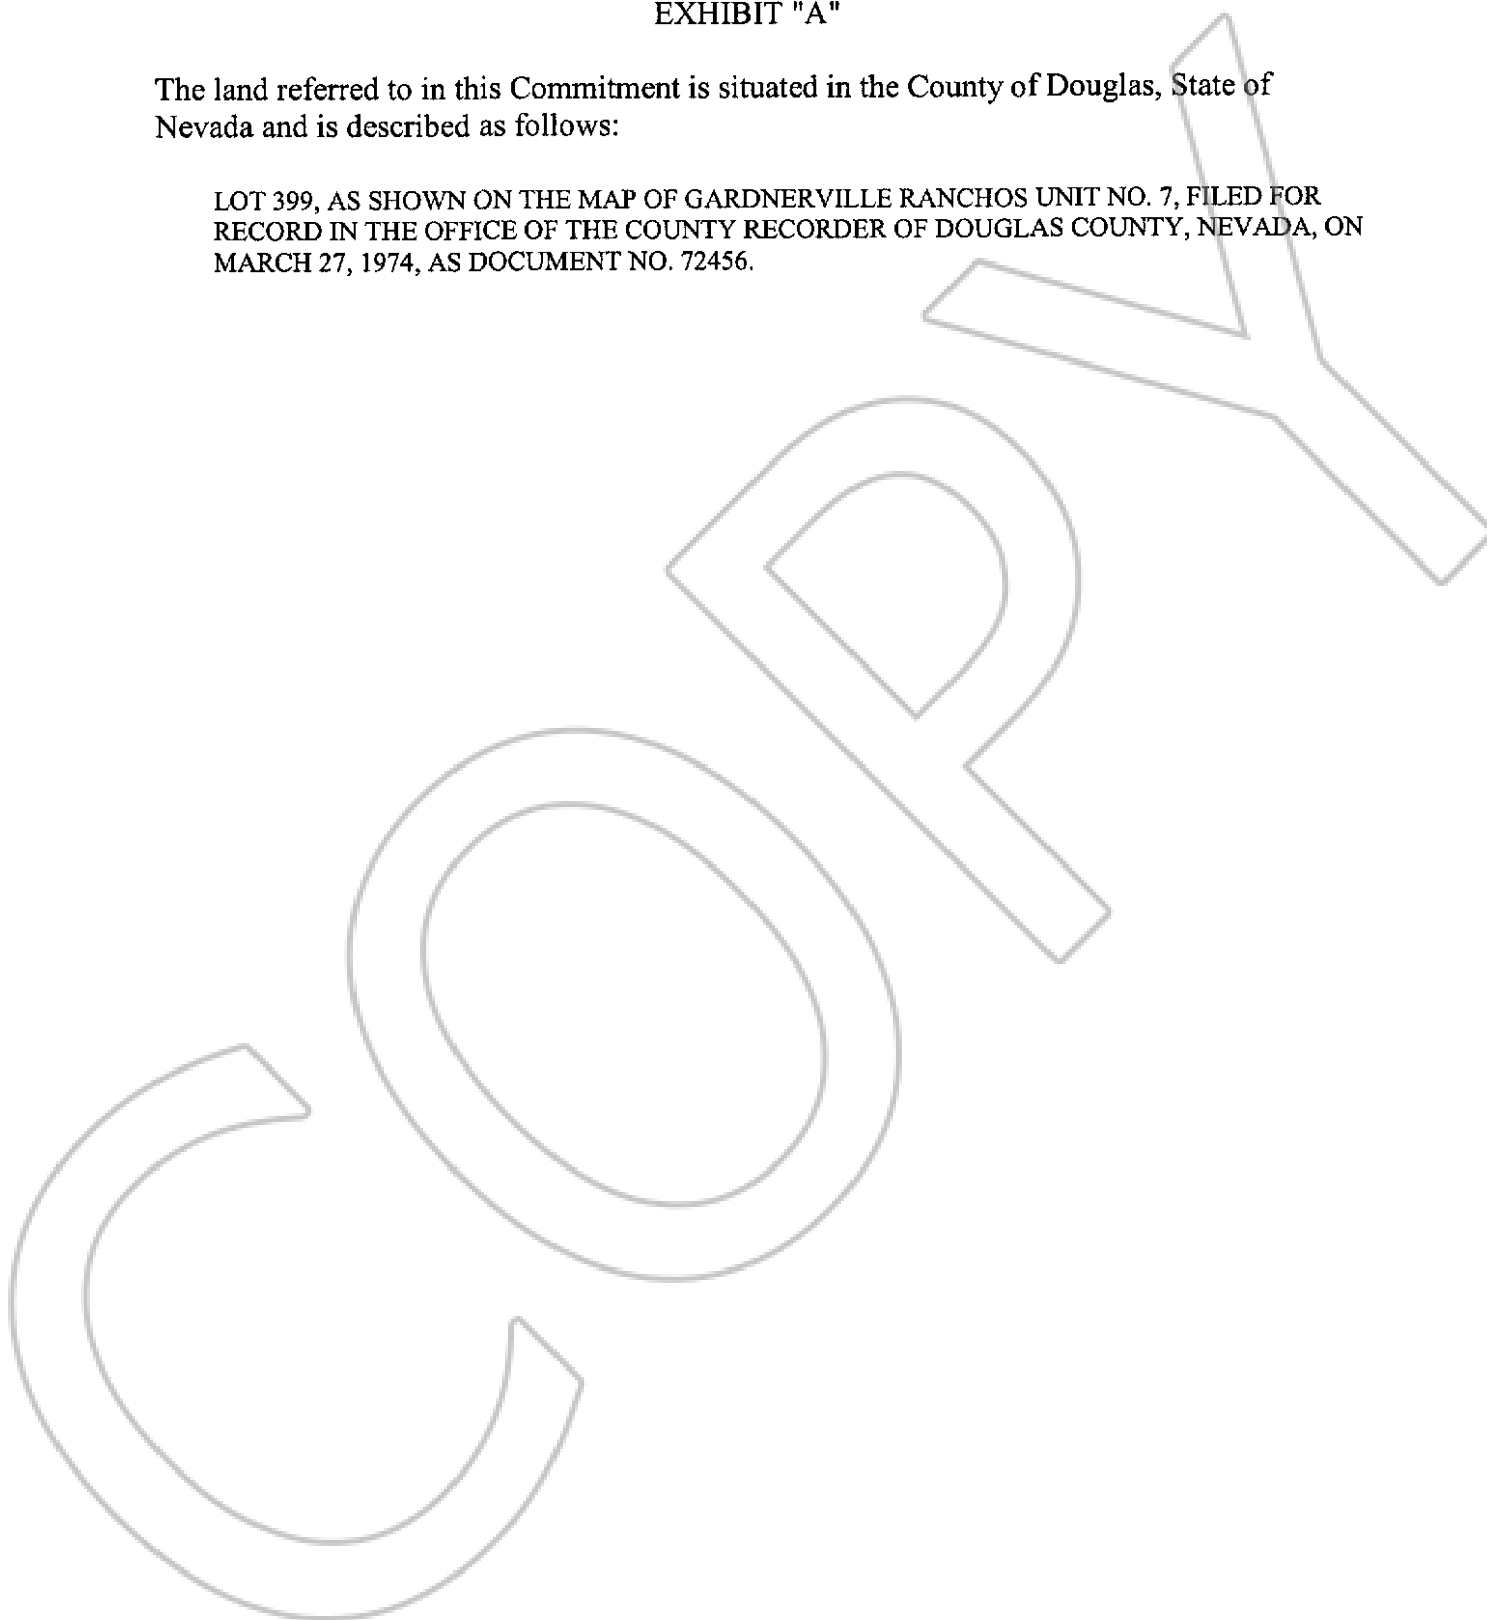 EXHIBIT "A"
The land referred to in this Commitment is situated in the County of Douglas, State of
Nevada and is described as follows:
LOT 399, AS SHOWN ON THE MAP OF GARDNERVILLE RANCHOS UNIT NO. 7, FILED FOR
RECORD IN THE OFFICE OF THE COUNTY RECORDER OF DOUGLAS COUNTY, NEVADA, ON
MARCH 27, 1974, AS DOCUMENT NO. 72456.
COPY